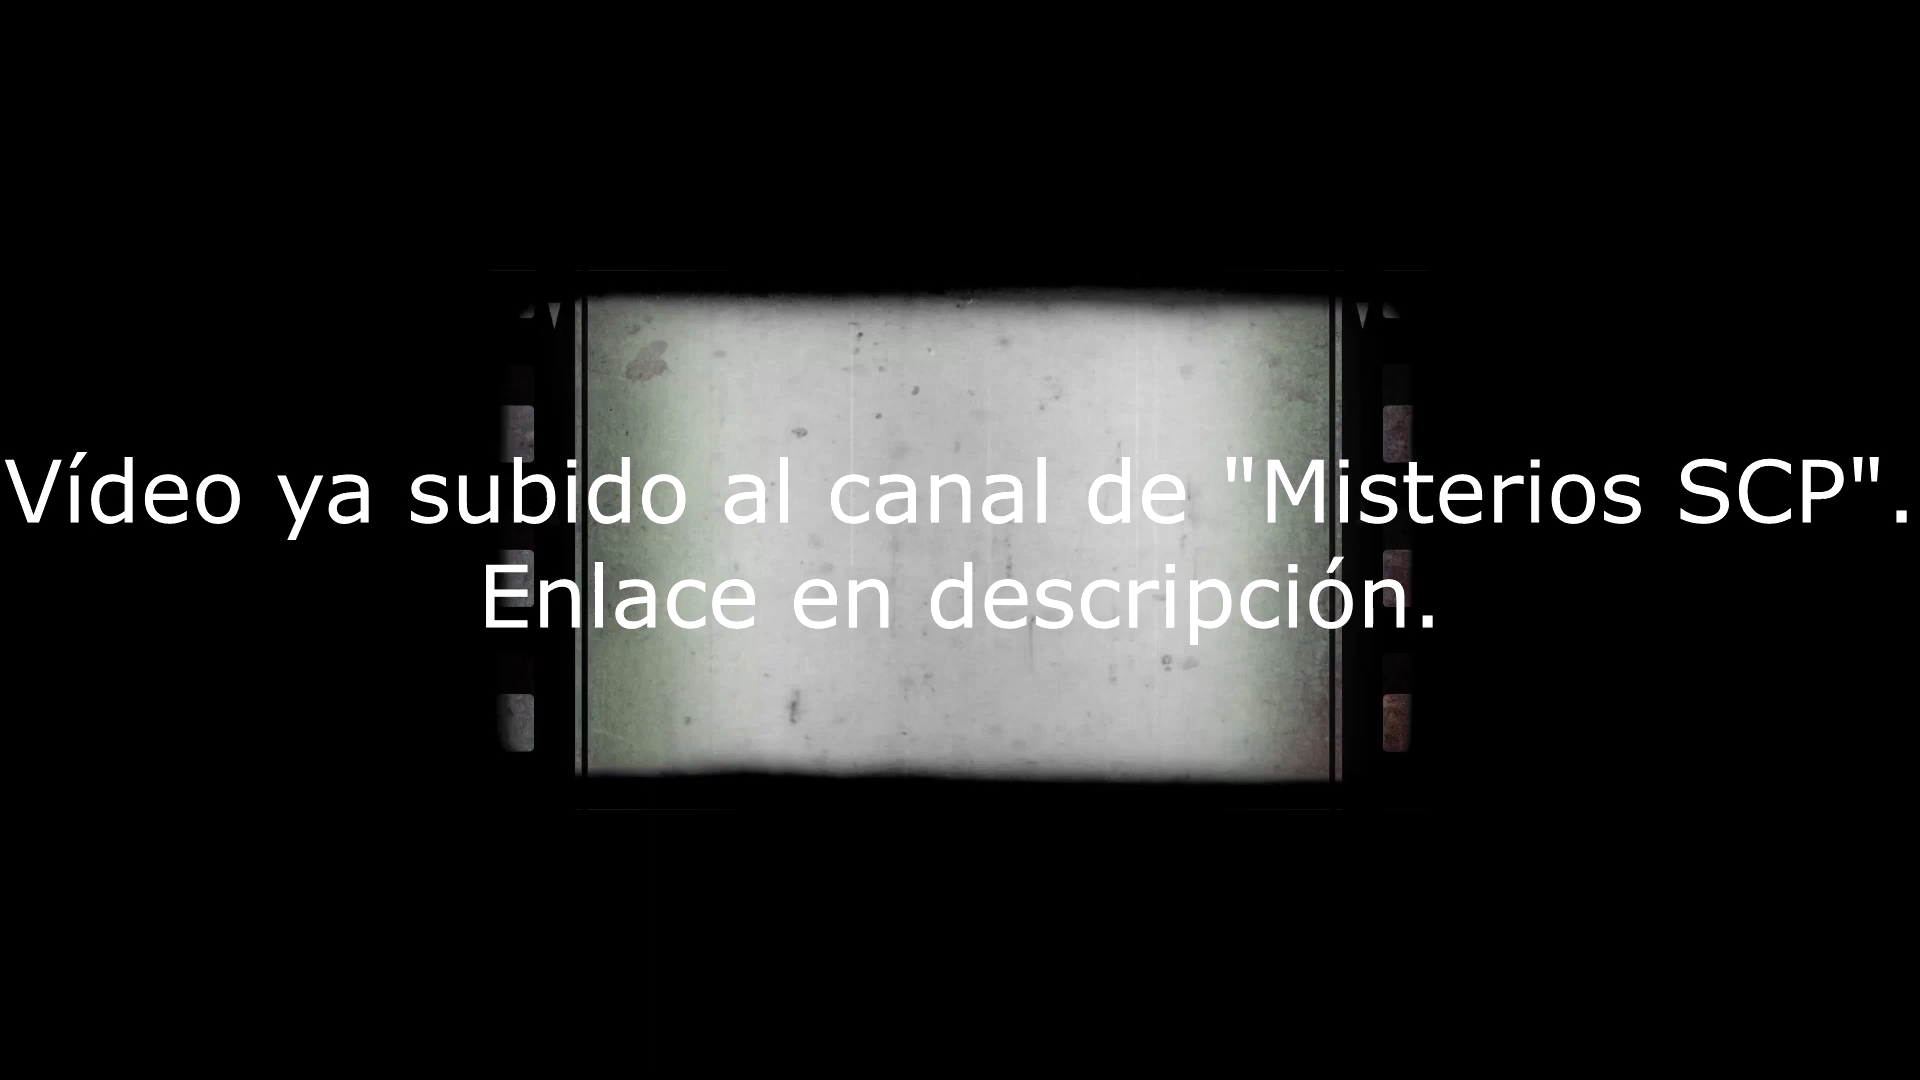 Vídeo ya subido al canal de "Misterios SCP".
Enlace en descripción.